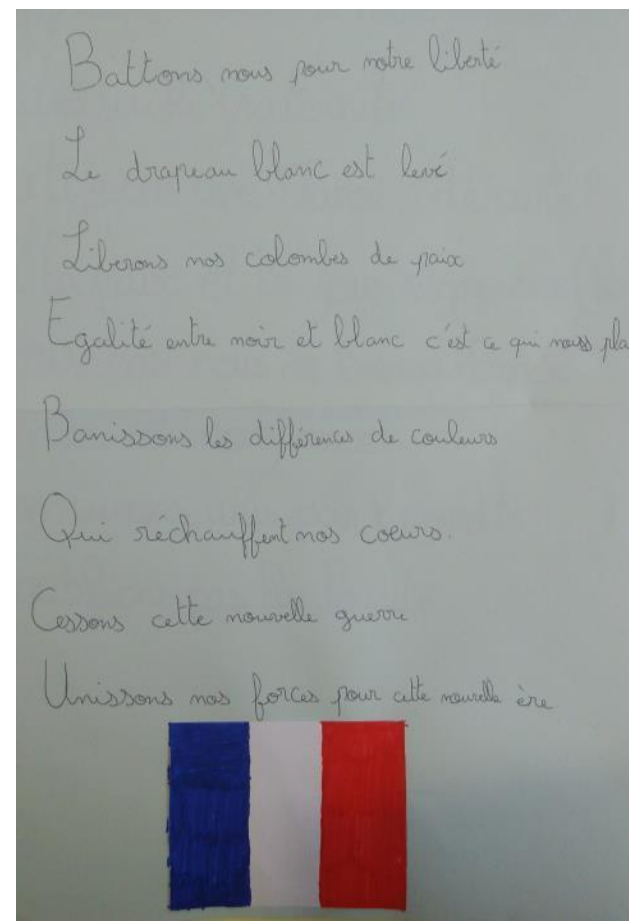 Battons nous pour notre liberté
Le drapeau blanc est levé
Liberons nos colombes de paix
Egalité entre noir et blanc c'est ce qui nous pla
Banissons les différences de couleurs
Qui réchauffent nos coeurs.
Cessons cette nouvelle guerre
Unissons nos forces pour cette nouvelle ère